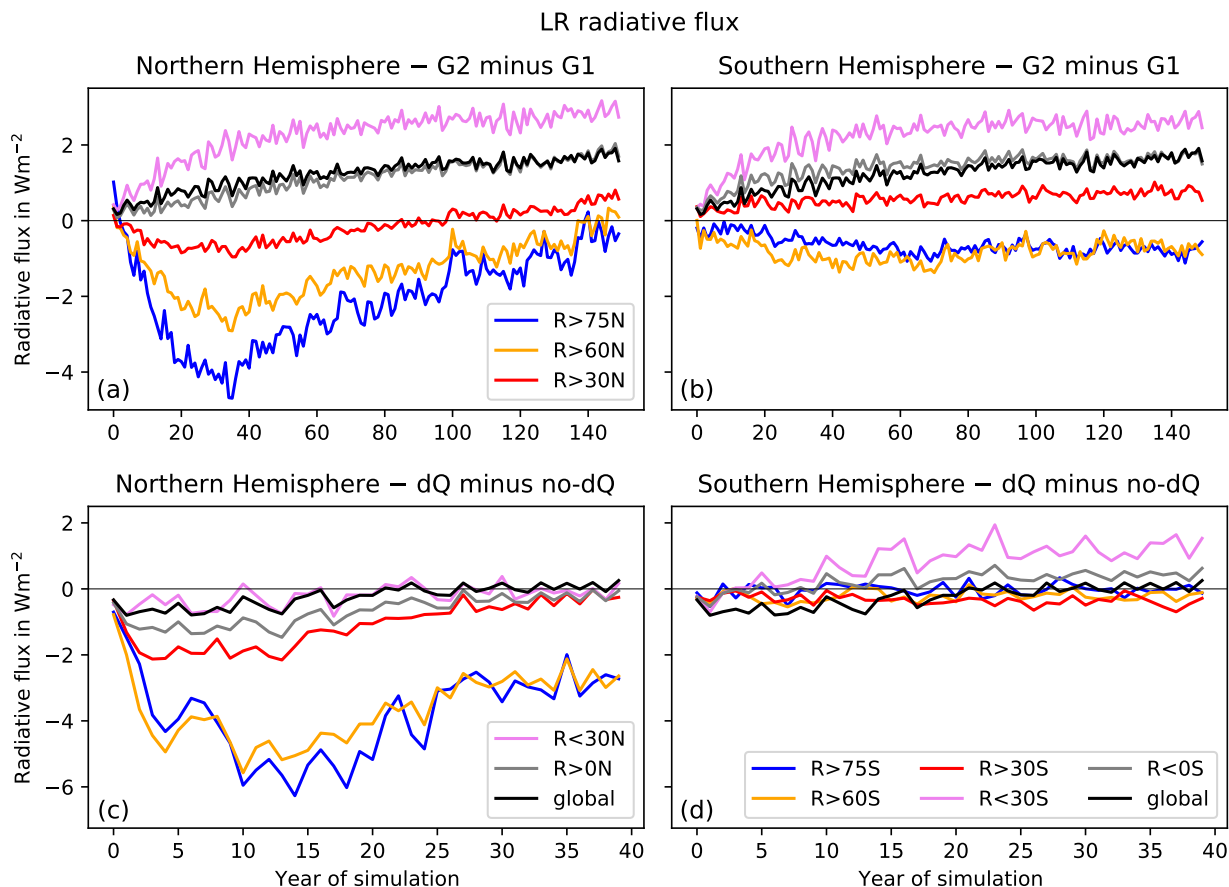 LR radiative flux
Northern Hemisphere − G2 minus G1
Southern Hemisphere − G2 minus G1
Radiative flux in Wm−2
2
0
−2
−4
(a)
R>75N
R>60N
R>30N
(b)
0 20 40 60 80 100 120 140
0 20 40 60 80 100 120 140
Northern Hemisphere − dQ minus no-dQ
Southern Hemisphere − dQ minus no-dQ
Radiative flux in Wm−2
2
0
−2
−4
−6
(c)
R<30N
R>0N
global
(d)
R>75S R>30S R<0S
R>60S R<30S global
0 5 10 15 20 25 30 35 40
0 5 10 15 20 25 30 35 40
Year of simulation
Year of simulation